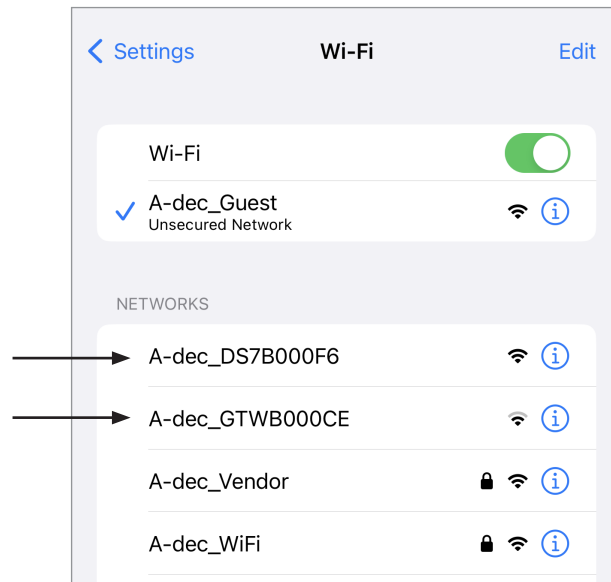 Settings Wi-Fi Edit
Wi-Fi
A-dec_Guest
Unsecured Network
NETWORKS
A-dec_DS7B000F6
A-dec_GTWB000CE
A-dec_Vendor
A-dec_WiFi